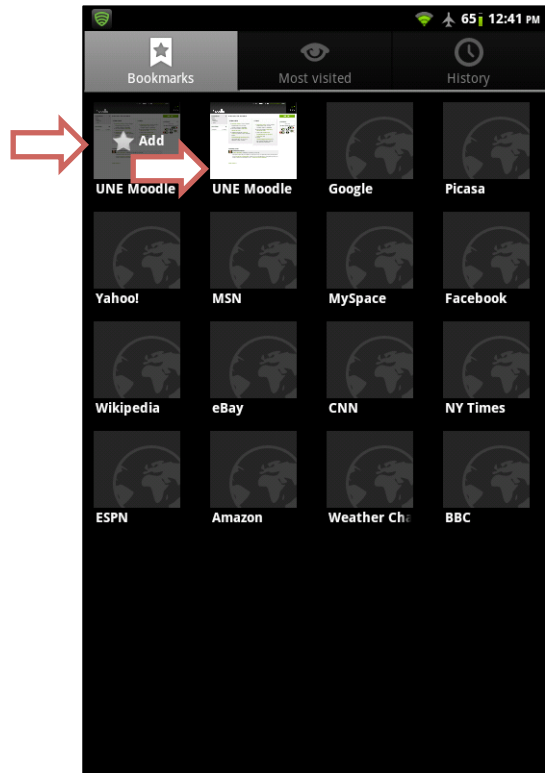 65 12:41 PM
Bookmarks Most visited History
Add
UNE Moodle UNE Moodle Google Picasa
Yahoo! MSN MySpace Facebook
Wikipedia eBay CNN NY Times
ESPN Amazon Weather Cha BBC